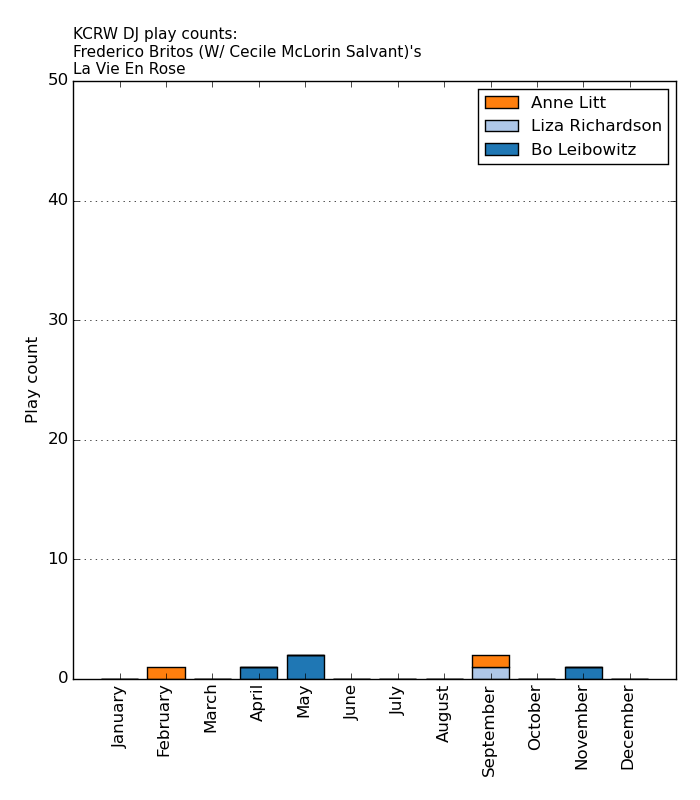 KCRW DJ play counts:
Frederico Britos (W/ Cecile McLorin Salvant)'s
La Vie En Rose
50
40
30
20
10
0
Play count
Anne Litt
Liza Richardson
Bo Leibowitz
January
February
March
April
May
June
July
August
September
October
November
December